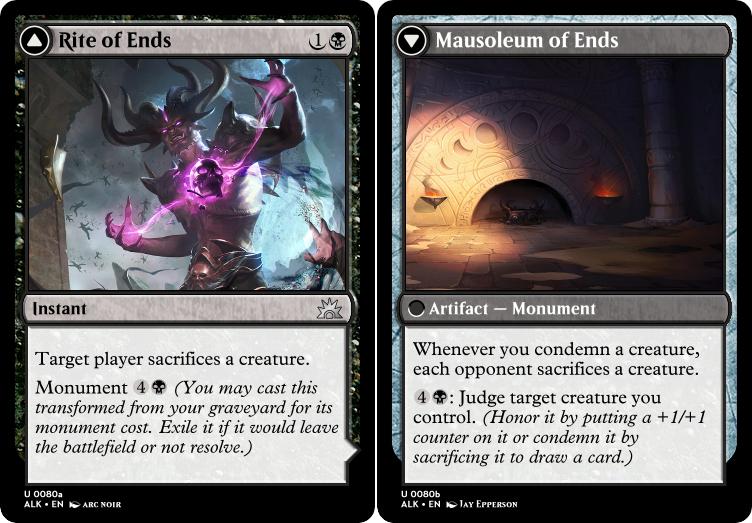 Rite of Ends 1
Instant
Target player sacrifices a creature.
Monument 4 (You may cast this
transformed from your graveyard for its
monument cost. Exile it if it would leave
the battlefield or not resolve.)
U 0080a
ALK • EN ARC NOIR
Mausoleum of Ends
Artifact — Monument
Whenever you condemn a creature,
each opponent sacrifices a creature.
4 : Judge target creature you
control. (Honor it by putting a +1/+1
counter on it or condemn it by
sacrificing it to draw a card.)
U 0080b
ALK • EN JAY EPPERSON